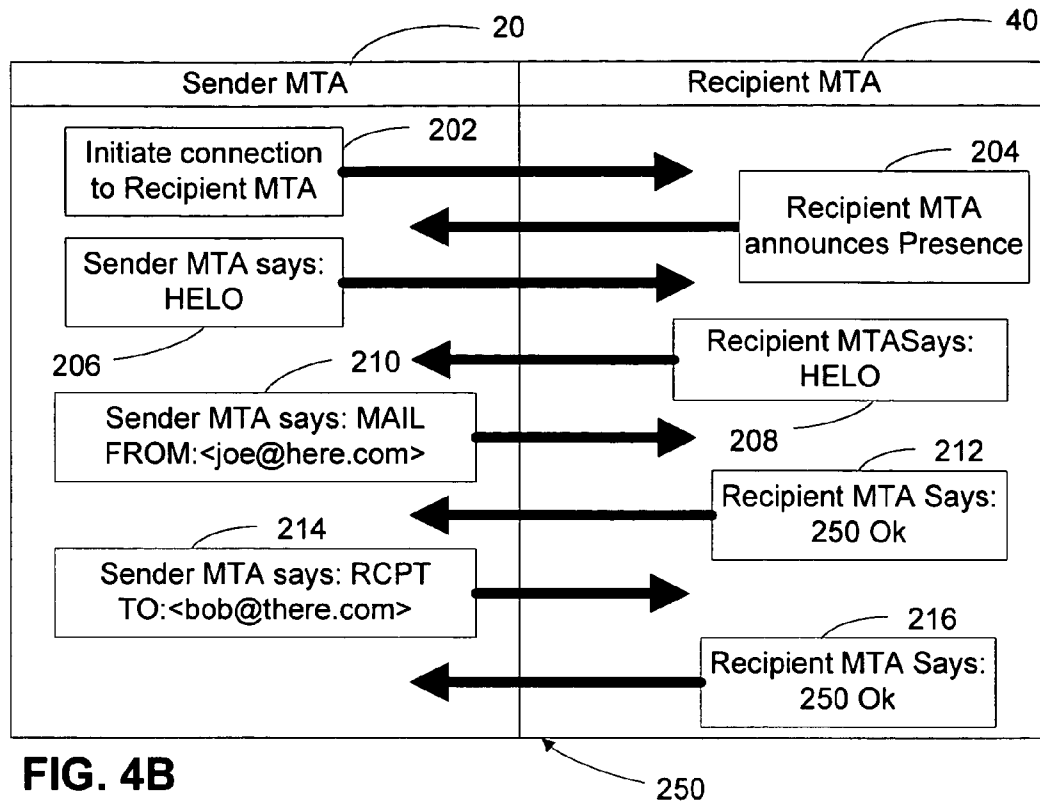 20
40
Sender MTA
Recipient MTA
202
Initiate connection
to Recipient MTA
204
Recipient MTA
announces Presence
Sender MTA says:
HELO
206
Recipient MTASays:
HELO
208
210
Sender MTA says: MAIL
FROM:<joe@here.com>
212
Recipient MTA Says:
250 Ok
214
Sender MTA says: RCPT
TO:<bob@there.com>
216
Recipient MTA Says:
250 Ok
FIG. 4B
250